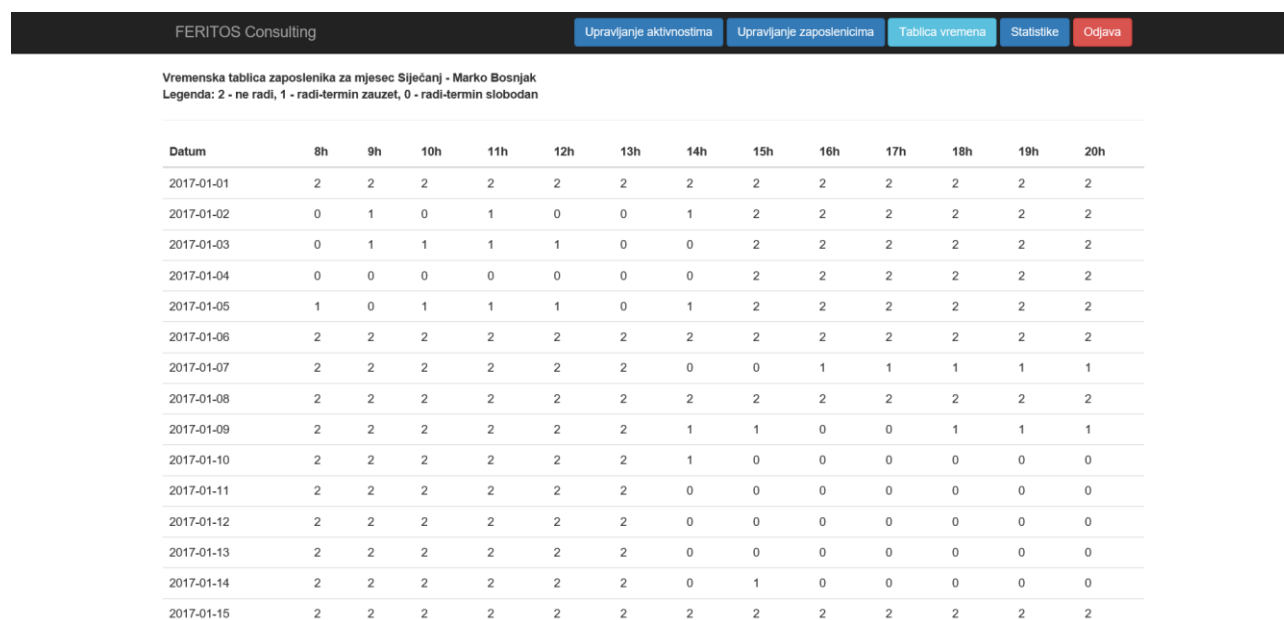 FERITOS Consulting Upravljanje aktivnostima Upravljanje zaposlenicima Tablica vremena Statistike Odjava
Vremenska tablica zaposlenika za mjesec Siječanj - Marko Bosnjak
Legenda: 2 - ne radi, 1 - radi-termin zauzet, 0 - radi-termin slobodan
Datum 8h 9h 10h 11h 12h 13h 14h 15h 16h 17h 18h 19h 20h
2017-01-01 2 2 2 2 2 2 2 2 2 2 2 2 2
2017-01-02 0 1 0 1 0 0 1 2 2 2 2 2 2
2017-01-03 0 1 1 1 1 0 0 2 2 2 2 2 2
2017-01-04 0 0 0 0 0 0 0 2 2 2 2 2 2
2017-01-05 1 0 1 1 1 0 1 2 2 2 2 2 2
2017-01-06 2 2 2 2 2 2 2 2 2 2 2 2 2
2017-01-07 2 2 2 2 2 2 0 0 1 1 1 1 1
2017-01-08 2 2 2 2 2 2 2 2 2 2 2 2 2
2017-01-09 2 2 2 2 2 2 1 1 0 0 1 1 1
2017-01-10 2 2 2 2 2 2 1 0 0 0 0 0 0
2017-01-11 2 2 2 2 2 2 0 0 0 0 0 0 0
2017-01-12 2 2 2 2 2 2 0 0 0 0 0 0 0
2017-01-13 2 2 2 2 2 2 0 0 0 0 0 0 0
2017-01-14 2 2 2 2 2 2 0 1 0 0 0 0 0
2017-01-15 2 2 2 2 2 2 2 2 2 2 2 2 2